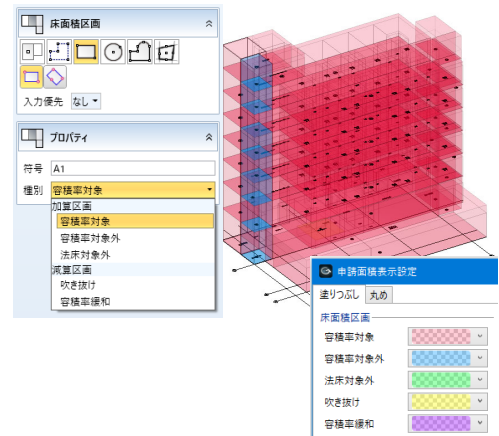 床面積区画
入力優先 なし
プロパティ
符号 A1
種別 容積率対象
加算区画
容積率対象
容積率対象外
法床対象外
減算区画
吹き抜け
容積率緩和
申請面積表示設定
塗りつぶし 丸め
床面積区画
容積率対象
容積率対象外
法床対象外
吹き抜け
容積率緩和